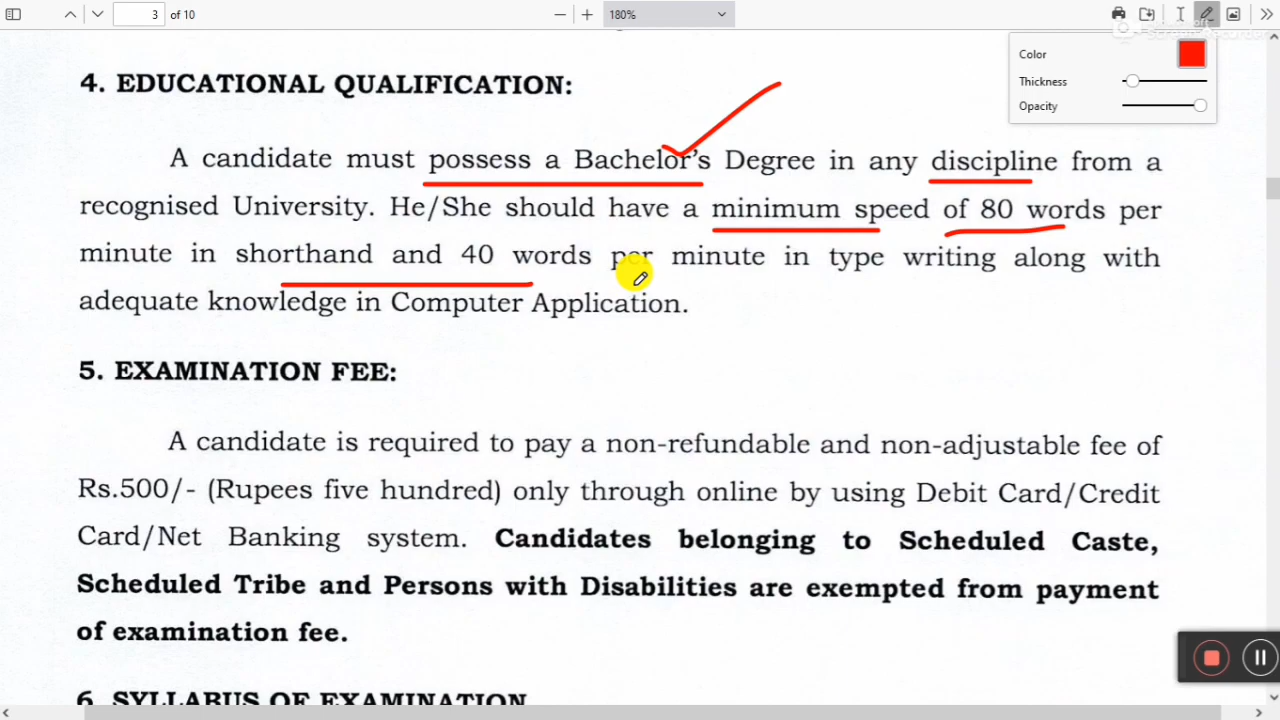 3 of 10
180%
Color
Thickness
Opacity
4. EDUCATIONAL QUALIFICATION:
A candidate must possess a Bachelor's Degree in any discipline from a
recognised University. He/She should have a minimum speed of 80 words per
minute in shorthand and 40 words per minute in type writing along with
adequate knowledge in Computer Application.
5. EXAMINATION FEE:
A candidate is required to pay a non-refundable and non-adjustable fee of
Rs.500/- (Rupees five hundred) only through online by using Debit Card/Credit
Card/Net Banking system. Candidates belonging to Scheduled Caste,
Scheduled Tribe and Persons with Disabilities are exempted from payment
of examination fee.
6. SYLLABUS OF EXAMINATION